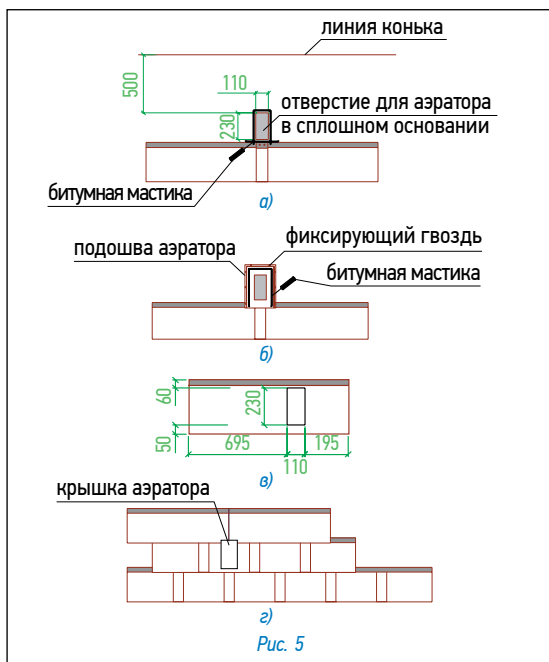 линия конька
500
110
230
отверстие для аэратора
в сплошном основании
битумная мастика
а)
подошва аэратора
фиксирующий гвоздь
битумная мастика
б)
60
230
50
695
195
110
в)
крышка аэратора
г)
Рис. 5